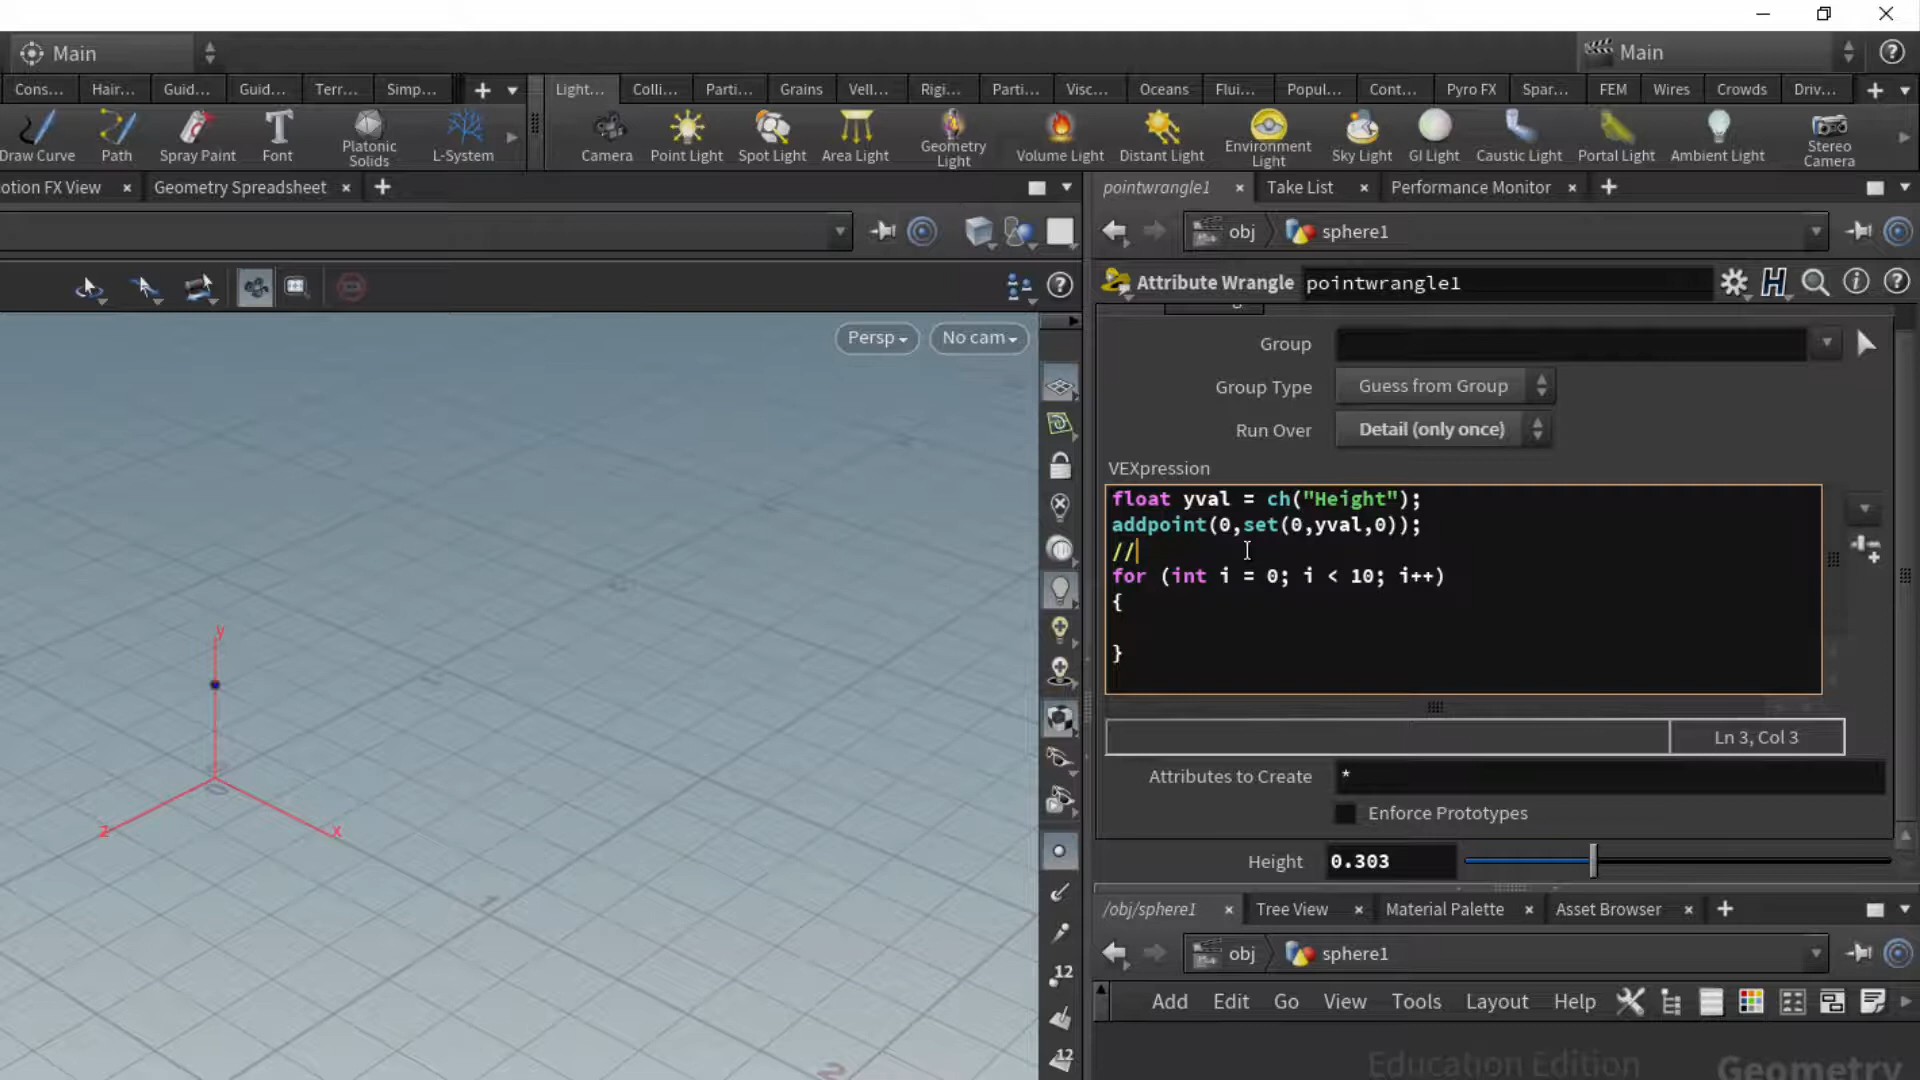 Main
Main
Cons... Hair... Guid... Guid... Terr... Simp...
Light... Colli... Parti... Grains Vell... Rigi... Parti... Visc... Oceans Flui... Popul... Cont... Pyro FX Spar... FEM Wires Crowds Driv...
Draw Curve Path Spray Paint Font Platonic Solids L-System
Camera Point Light Spot Light Area Light Geometry Light Volume Light Distant Light Environment Light Sky Light GI Light Caustic Light Portal Light Ambient Light Stereo Camera
otion FX View Geometry Spreadsheet
pointwrangle1 Take List Performance Monitor
obj sphere1
Attribute Wrangle pointwrangle1
Persp No cam
Group
Group Type Guess from Group
Run Over Detail (only once)
VEXpression
float yval = ch("Height");
addpoint(0,set(0,yval,0));
//
for (int i = 0; i < 10; i++)
{
}
Ln 3, Col 3
Attributes to Create *
Enforce Prototypes
Height 0.303
y
z
x
12
12
/obj/sphere1 Tree View Material Palette Asset Browser
obj sphere1
Add Edit Go View Tools Layout Help
Education Edition
Geometry